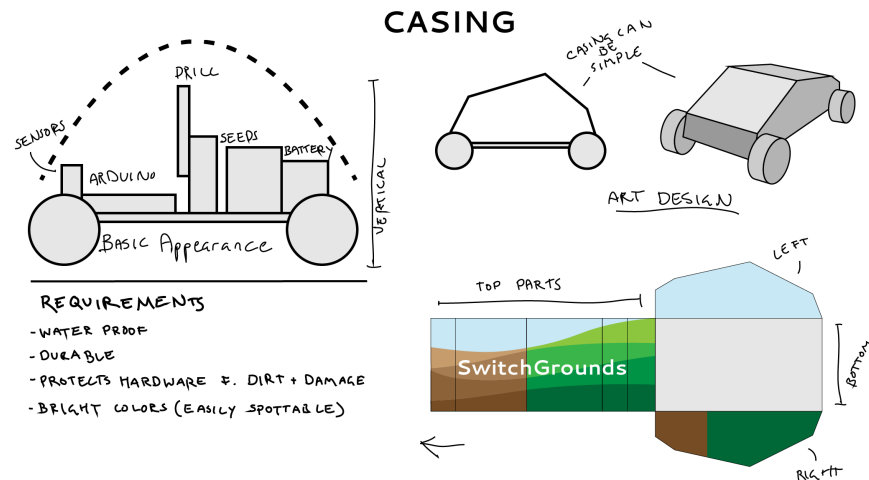 CASING
DRILL
SENSORS
SEEDS
BATTERY
ARDUINO
VERTICAL
BASIC Appearance
REQUIREMENTS
- WATER PROOF
- DURABLE
- PROTECTS HARDWARE F. DIRT + DAMAGE
- BRIGHT COLORS (EASILY SPOTTABLE)
CASING CAN
BE
SIMPLE
ART DESIGN
TOP PARTS
LEFT
SwitchGrounds
BOTTOM
RIGHT